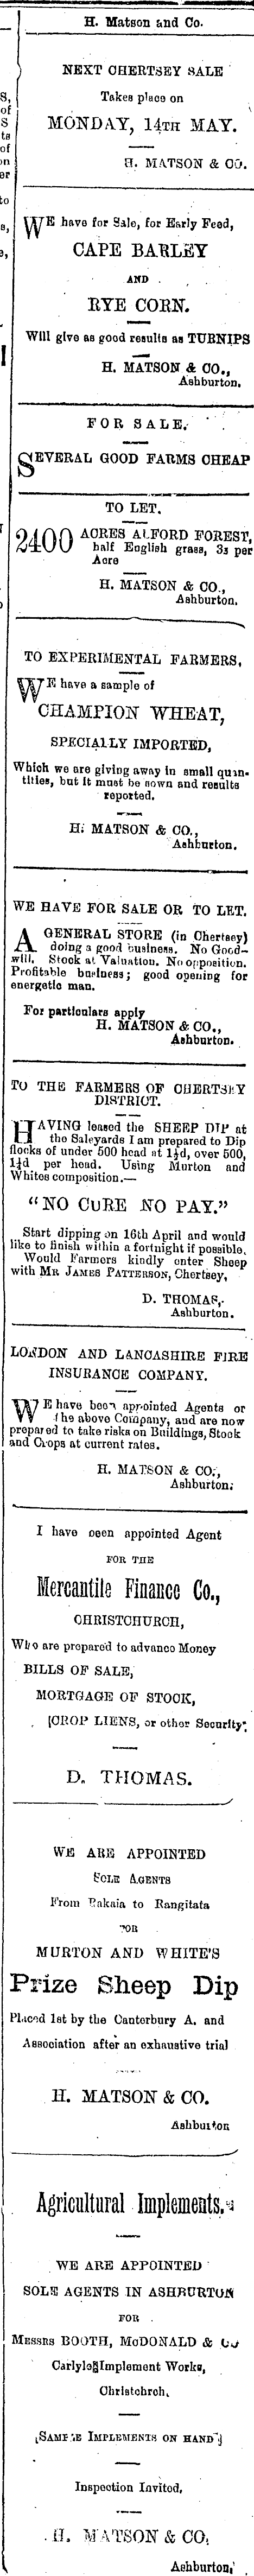 H. Matson and Co.
NEXT CHERTSEY SALE
Takes place on
MONDAY, 14TH MAY.
H. MATSON & CO.
WE have for Sale, for Early Feed,
CAPE BARLEY
AND
RYE CORN.
Will give as good results as TURNIPS
H. MATSON & CO.,
Ashburton.
FOR SALE.
SEVERAL GOOD FARMS CHEAP
TO LET.
2400 ACRES ALFORD FOREST,
half English grass, 3s per
Acre
H. MATSON & CO.,
Ashburton.
TO EXPERIMENTAL FARMERS,
WE have a sample of
CHAMPION WHEAT,
SPECIALLY IMPORTED,
Which we are giving away in small quan-
tities, but it must be sown and results
reported.
H. MATSON & CO.,
Ashburton.
WE HAVE FOR SALE OR TO LET.
A GENERAL STORE (in Chertsey)
doing a good business. No Good-
will. Stock at Valuation. No opposition.
Profitable business; good opening for
energetic man.
For particulars apply
H. MATSON & CO.,
Ashburton.
TO THE FARMERS OF CHERTSEY
DISTRICT.
HAVING leased the SHEEP DIP at
the Saleyards I am prepared to Dip
flocks of under 500 head at 1½d, over 500,
1¼d per head. Using Murton and
Whites composition.—
"NO CURE NO PAY."
Start dipping on 16th April and would
like to finish within a fortnight if possible.
Would Farmers kindly enter Sheep
with MR JAMES PATTERSON, Chertsey,
D. THOMAS,
Ashburton.
LONDON AND LANCASHIRE FIRE
INSURANCE COMPANY.
WE have been appointed Agents or
the above Company, and are now
prepared to take risks on Buildings, Stock
and Crops at current rates.
H. MATSON & CO.,
Ashburton.
I have been appointed Agent
FOR THE
Mercantile Finance Co.,
CHRISTCHURCH,
Who are prepared to advance Money
BILLS OF SALE,
MORTGAGE OF STOCK,
[CROP LIENS, or other Security.
D. THOMAS.
WE ARE APPOINTED
SOLE AGENTS
From Rakaia to Rangitata
FOR
MURTON AND WHITE'S
Prize Sheep Dip
Placed 1st by the Canterbury A. and
Association after an exhaustive trial
H. MATSON & CO.
Ashburton
Agricultural Implements.
WE ARE APPOINTED
SOLE AGENTS IN ASHBURTON
FOR
MESSRS BOOTH, McDONALD & Co
Carlyle Implement Works,
Christchrch.
[SAMPLE IMPLEMENTS ON HAND]
Inspection Invited.
H. MATSON & CO,
Ashburton.